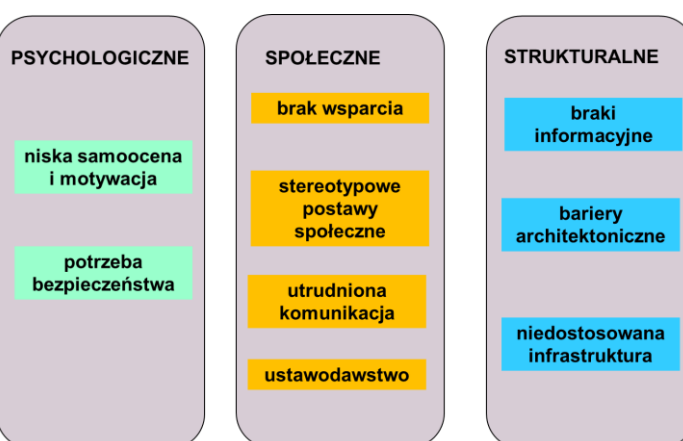 PSYCHOLOGICZNE
niska samoocena
i motywacja
potrzeba
bezpieczeństwa
SPOŁECZNE
brak wsparcia
stereotypowe
postawy
społeczne
utrudniona
komunikacja
ustawodawstwo
STRUKTURALNE
braki
informacyjne
bariery
architektoniczne
niedostosowana
infrastruktura